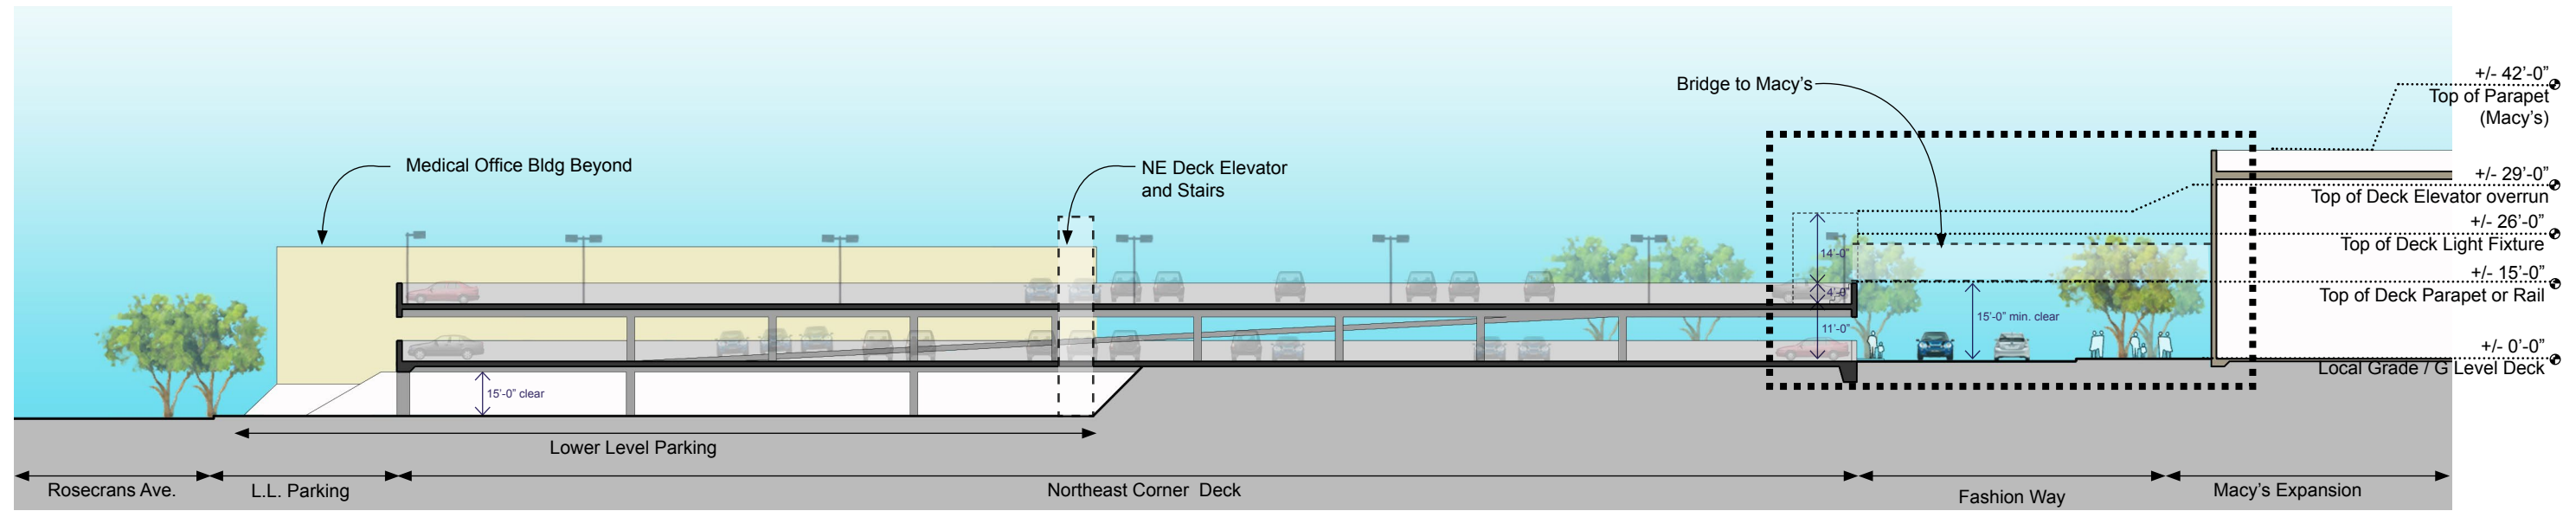 +/- 42'-0"
Top of Parapet
(Macy's)
Bridge to Macy's
Medical Office Bldg Beyond
NE Deck Elevator
and Stairs
+/- 29'-0"
Top of Deck Elevator overrun
+/- 26'-0"
Top of Deck Light Fixture
14'-0"
+/- 15'-0"
Top of Deck Parapet or Rail
4'-0"
15'-0" min. clear
11'-0"
+/- 0'-0"
Local Grade / G Level Deck
15'-0" clear
Lower Level Parking
Rosecrans Ave.
L.L. Parking
Northeast Corner Deck
Fashion Way
Macy's Expansion